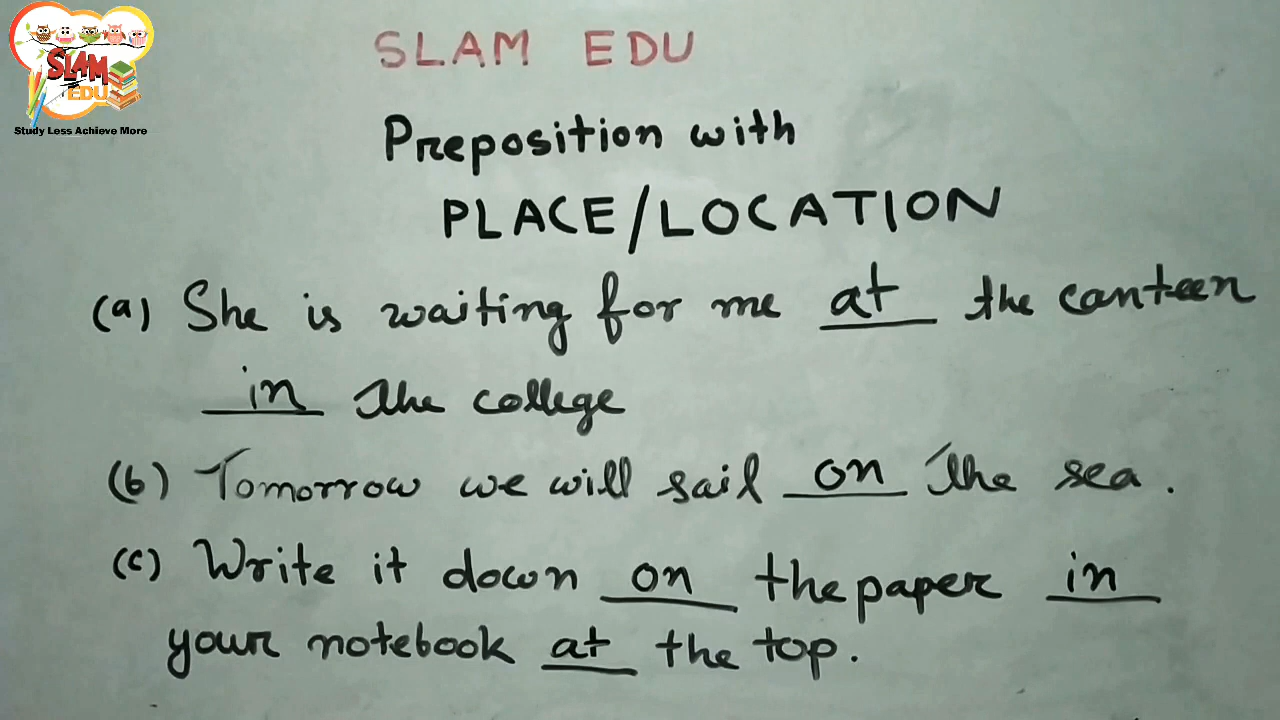 SLAM
EDU
Study Less Achieve More
SLAM EDU
Preposition with
PLACE/LOCATION
(a) She is waiting for me at the canteen
in the college
(b) Tomorrow we will sail on the sea.
(c) Write it down on the paper in
your notebook at the top.